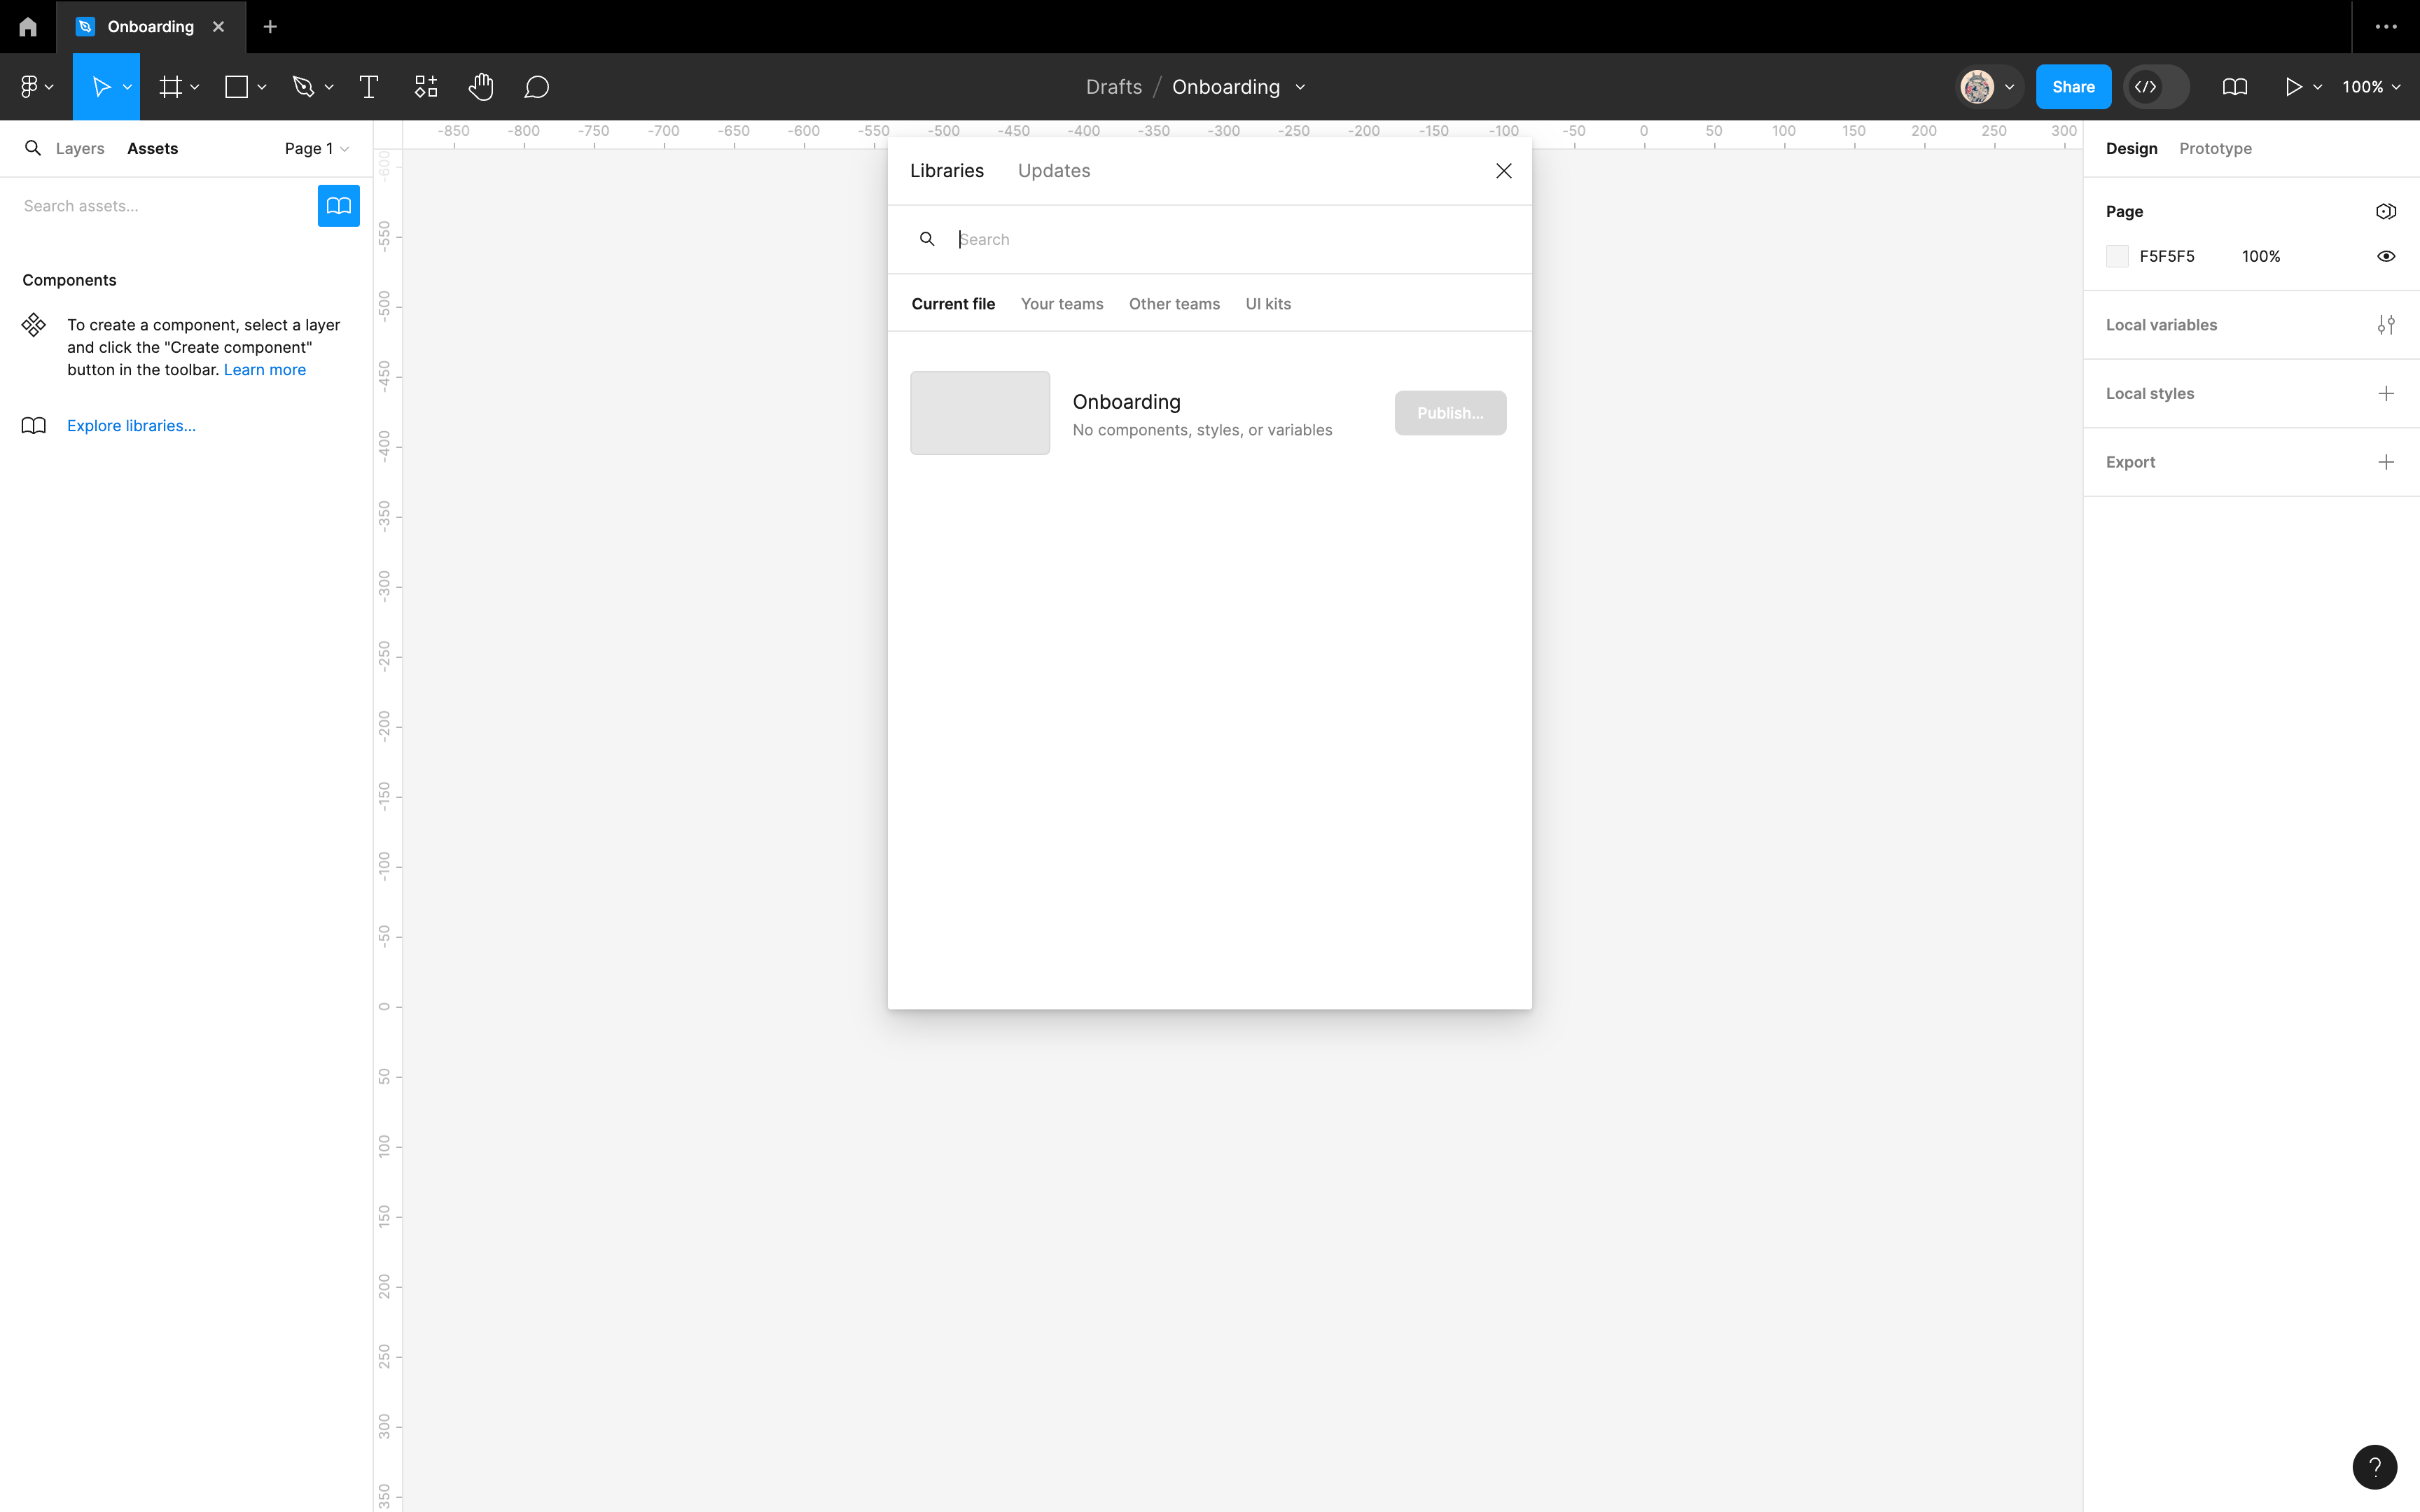 Onboarding
Drafts / Onboarding
Share
100%
Layers Assets Page 1
Search assets...
Components
To create a component, select a layer
and click the "Create component"
button in the toolbar. Learn more
Explore libraries...
-850 -800 -750 -700 -650 -600 -550 -500 -450 -400 -350 -300 -250 -200 -150 -100 -50 0 50 100 150 200 250 300
-600
-550
-500
-450
-400
-350
-300
-250
-200
-150
-100
-50
0
50
100
150
200
250
300
350
Libraries Updates
Search
Current file Your teams Other teams UI kits
Onboarding
No components, styles, or variables
Publish...
Design Prototype
Page
F5F5F5 100%
Local variables
Local styles
Export
?